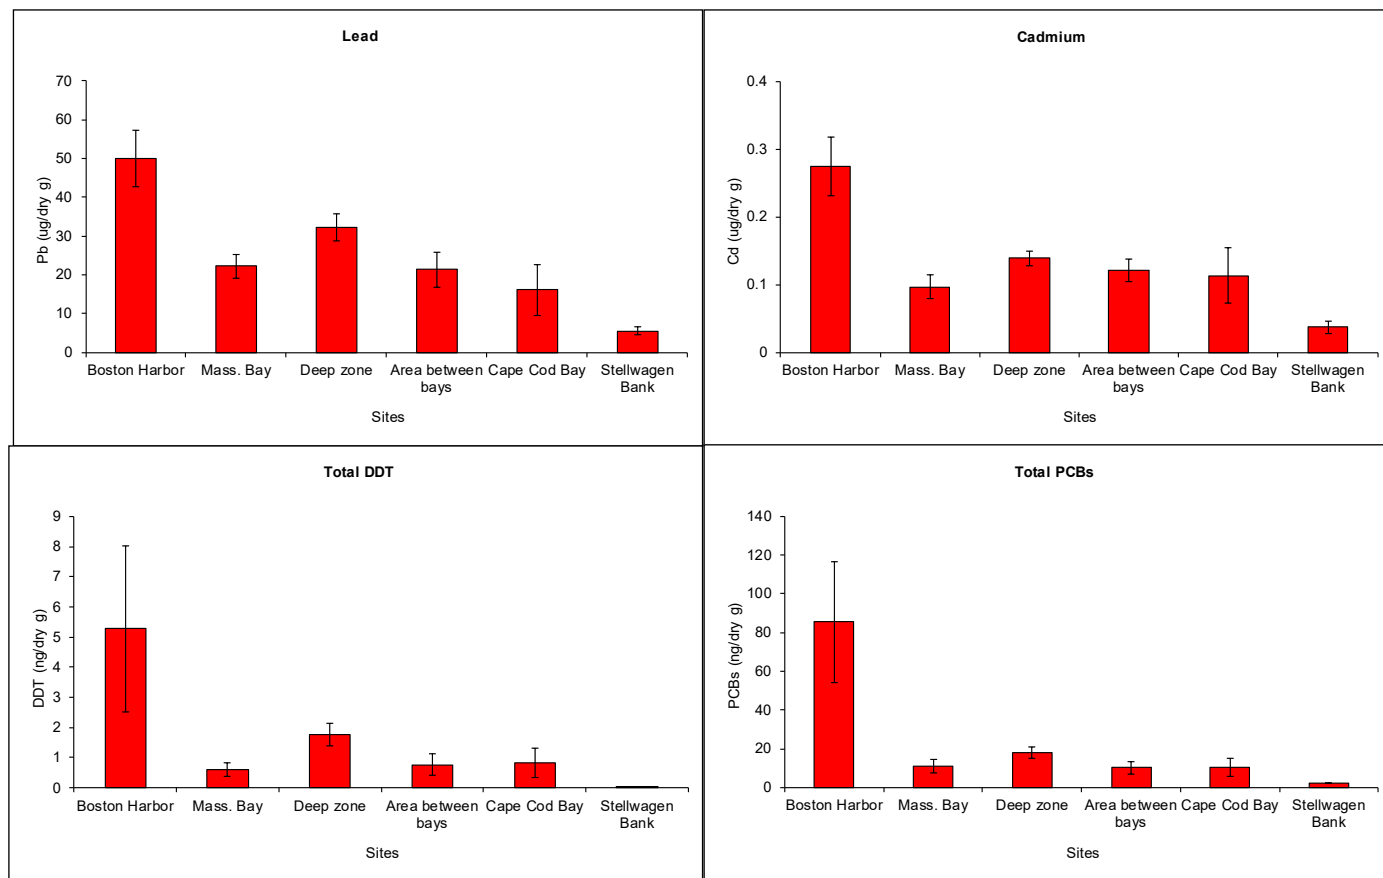 Lead
Pb (ug/dry g)
70
60
50
40
30
20
10
0
Boston Harbor Mass. Bay Deep zone Area between bays Cape Cod Bay Stellwagen Bank
Sites
Cadmium
Cd (ug/dry g)
0.4
0.3
0.2
0.1
0
Boston Harbor Mass. Bay Deep zone Area between bays Cape Cod Bay Stellwagen Bank
Sites
Total DDT
DDT (ng/dry g)
9
8
7
6
5
4
3
2
1
0
Boston Harbor Mass. Bay Deep zone Area between bays Cape Cod Bay Stellwagen Bank
Sites
Total PCBs
PCBs (ng/dry g)
140
120
100
80
60
40
20
0
Boston Harbor Mass. Bay Deep zone Area between bays Cape Cod Bay Stellwagen Bank
Sites